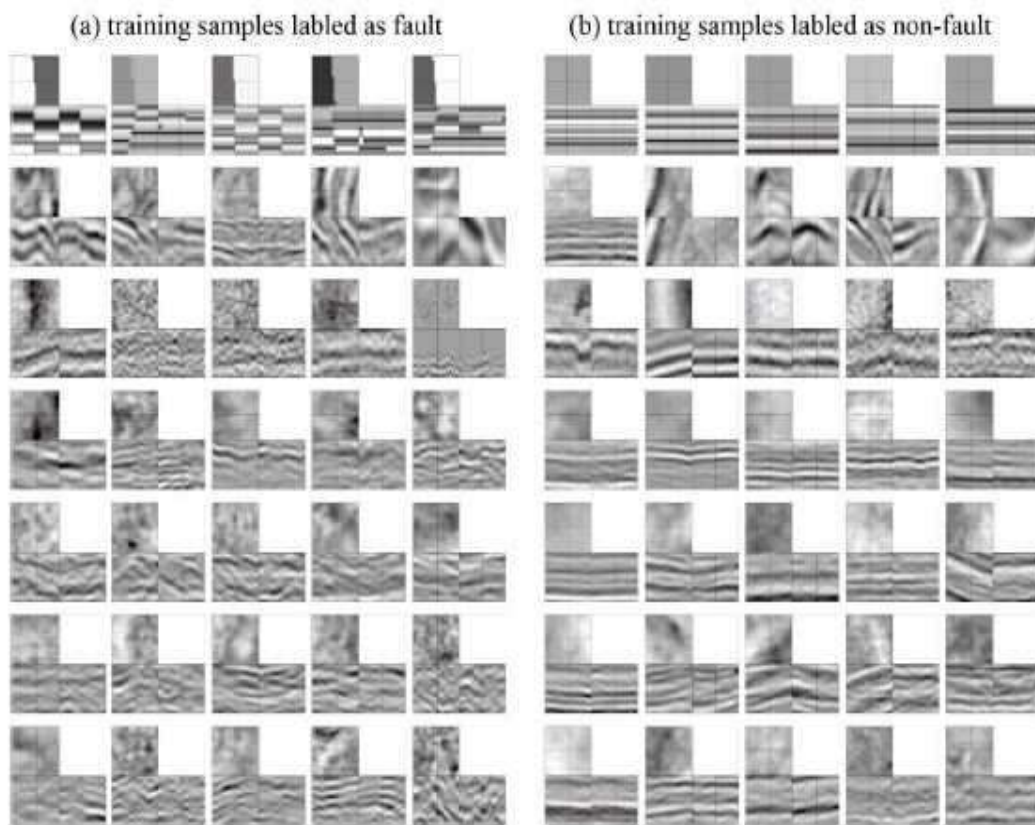 (a) training samples labled as fault
(b) training samples labled as non-fault